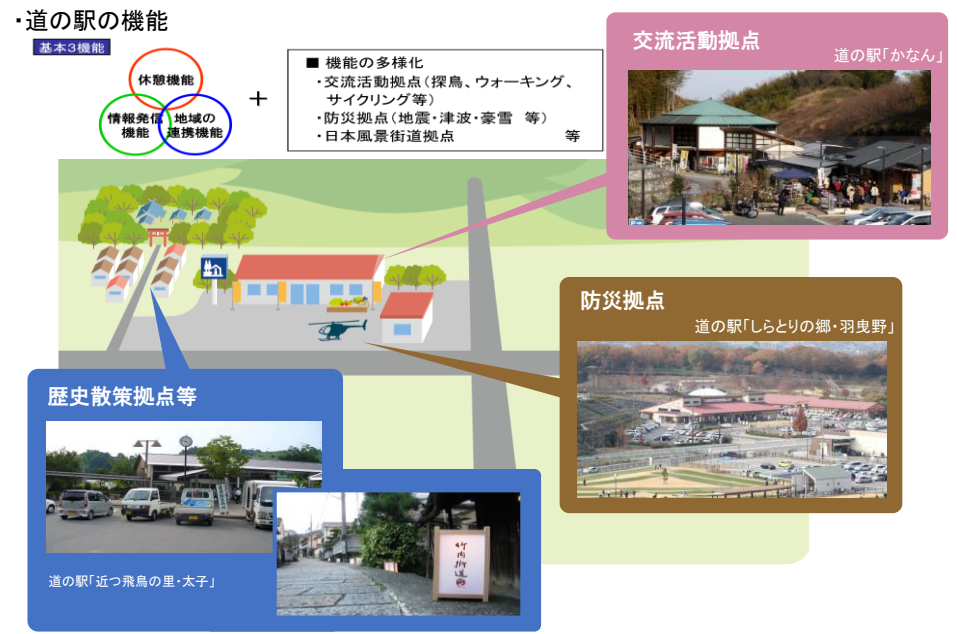 ・道の駅の機能
基本3機能
休憩機能
情報発信
機能
地域の
連携機能
＋
■ 機能の多様化
・交流活動拠点（探鳥、ウォーキング、
サイクリング等）
・防災拠点（地震・津波・豪雪　等）
・日本風景街道拠点　等
交流活動拠点
道の駅「かなん」
防災拠点
道の駅「しらとりの郷・羽曳野」
歴史散策拠点等
道の駅「近つ飛鳥の里・太子」
竹内街道